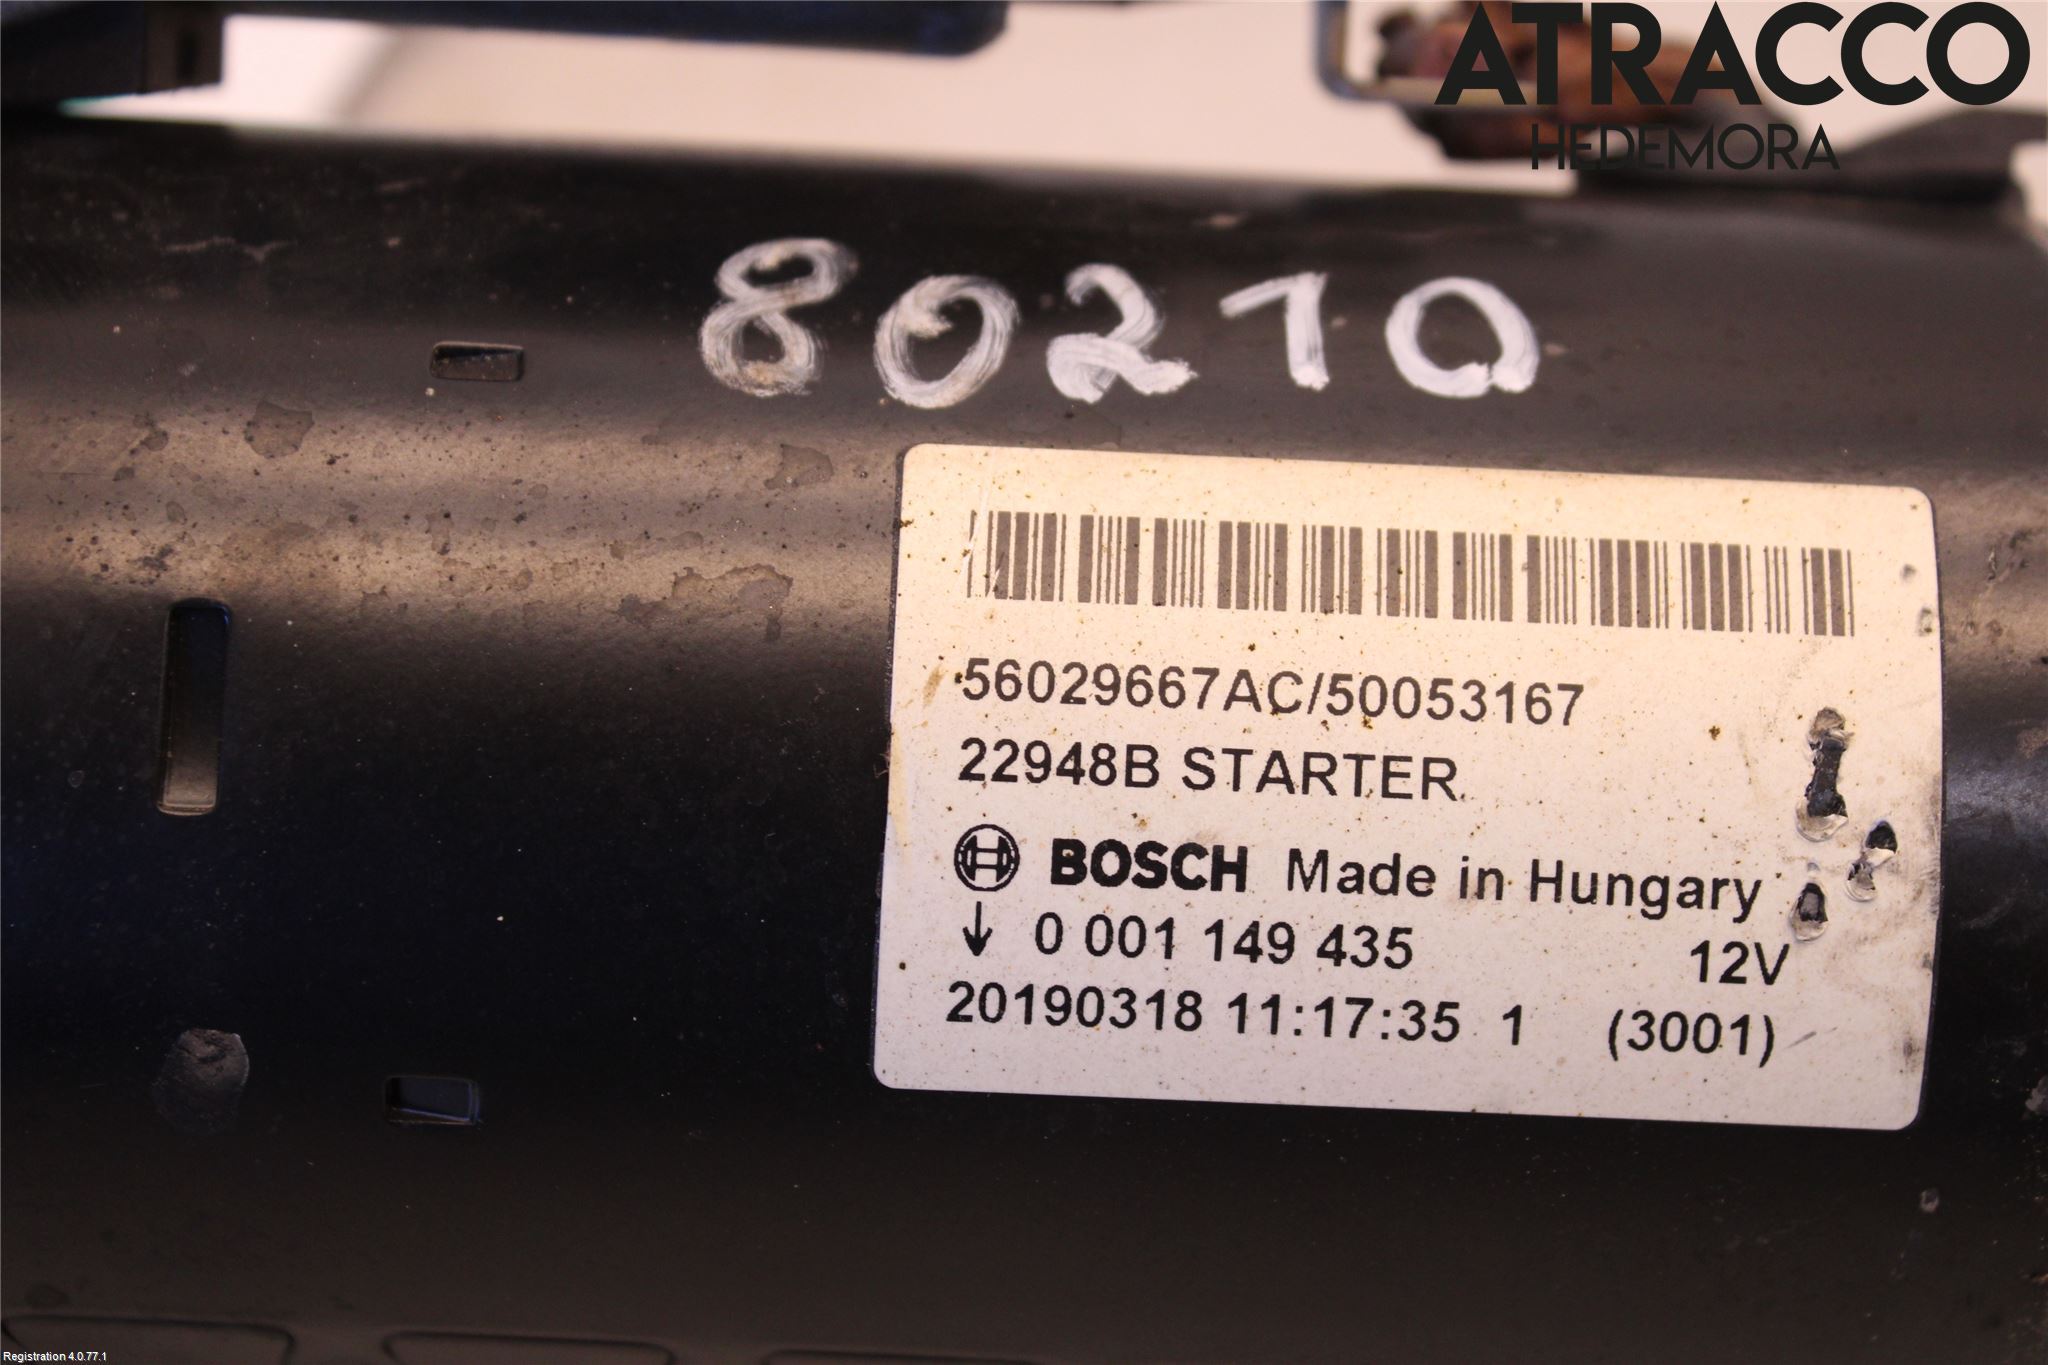 ATRACCO
HEDEMORA
80210
56029667AC/50053167
22948B STARTER
BOSCH Made in Hungary
↓ 0 001 149 435 12V
20190318 11:17:35 1 (3001)
Registration 4.0.77.1